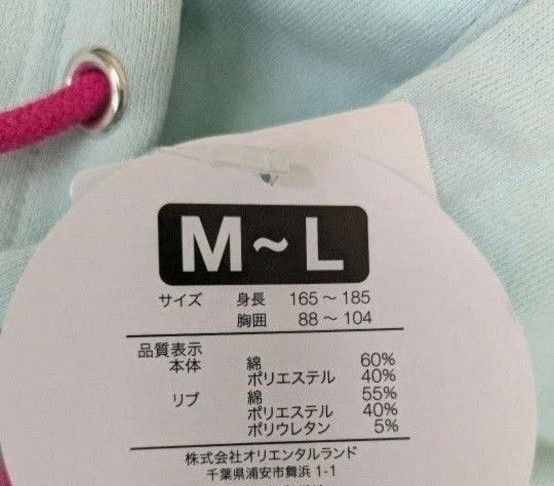 M～L
サイズ 身長 165～185
胸囲 88～104
品質表示
本体 綿 60%
ポリエステル 40%
リブ 綿 55%
ポリエステル 40%
ポリウレタン 5%
株式会社オリエンタルランド
千葉県浦安市舞浜 1-1